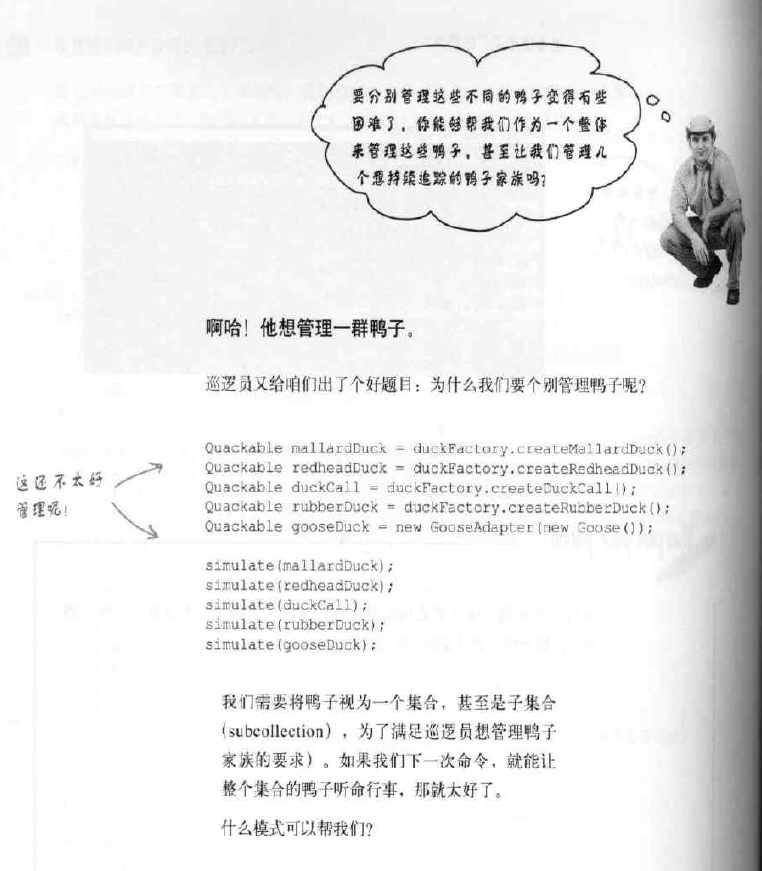 要分别管理这些不同的鸭子变得有些
困难了，你能够帮我们作为一个整体
来管理这些鸭子，甚至让我们管理几
个想持续追踪的鸭子家族吗？
啊哈！他想管理一群鸭子。
巡逻员又给咱们出了个好题目：为什么我们要个别管理鸭子呢？
Quackable mallardDuck = duckFactory.createMallardDuck();
Quackable redheadDuck = duckFactory.createRedheadDuck();
Quackable duckCall = duckFactory.createDuckCall();
Quackable rubberDuck = duckFactory.createRubberDuck();
Quackable gooseDuck = new GooseAdapter(new Goose());
这还不太好
管理呢！
simulate(mallardDuck);
simulate(redheadDuck);
simulate(duckCall);
simulate(rubberDuck);
simulate(gooseDuck);
我们需要将鸭子视为一个集合，甚至是子集合
(subcollection) ，为了满足巡逻员想管理鸭子
家族的要求）。如果我们下一次命令，就能让
整个集合的鸭子听命行事，那就太好了。
什么模式可以帮我们？